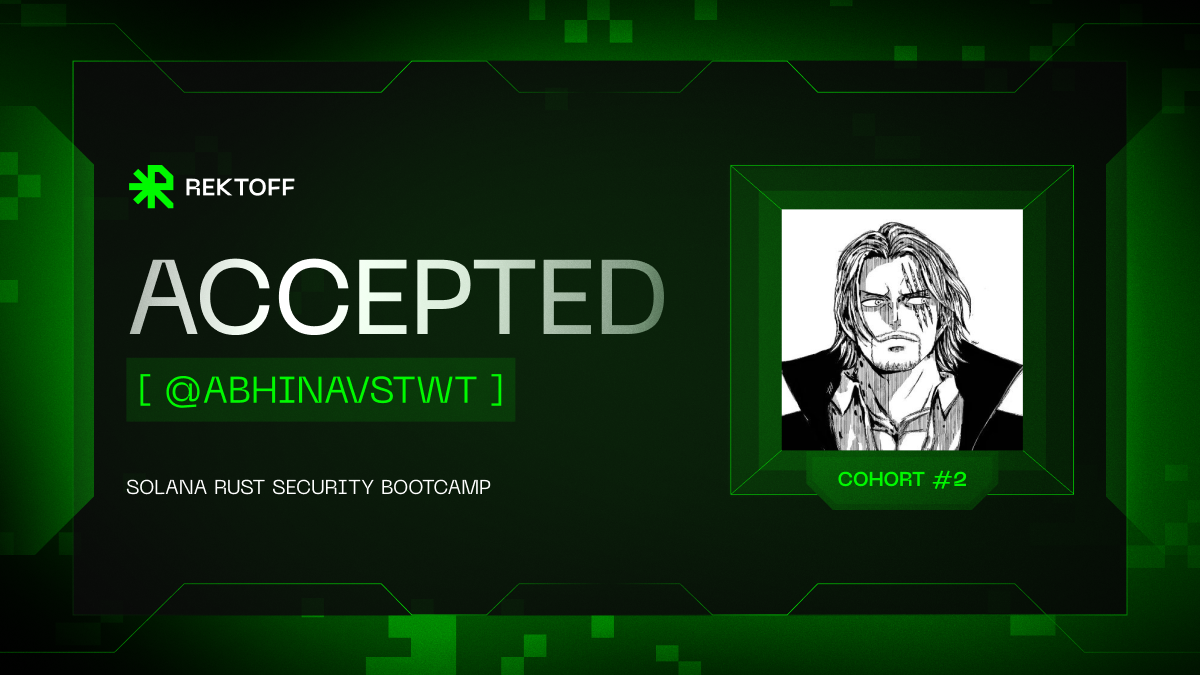 REKTOFF
ACCEPTED
[ @ABHINAVSTWT ]
SOLANA RUST SECURITY BOOTCAMP
COHORT #2